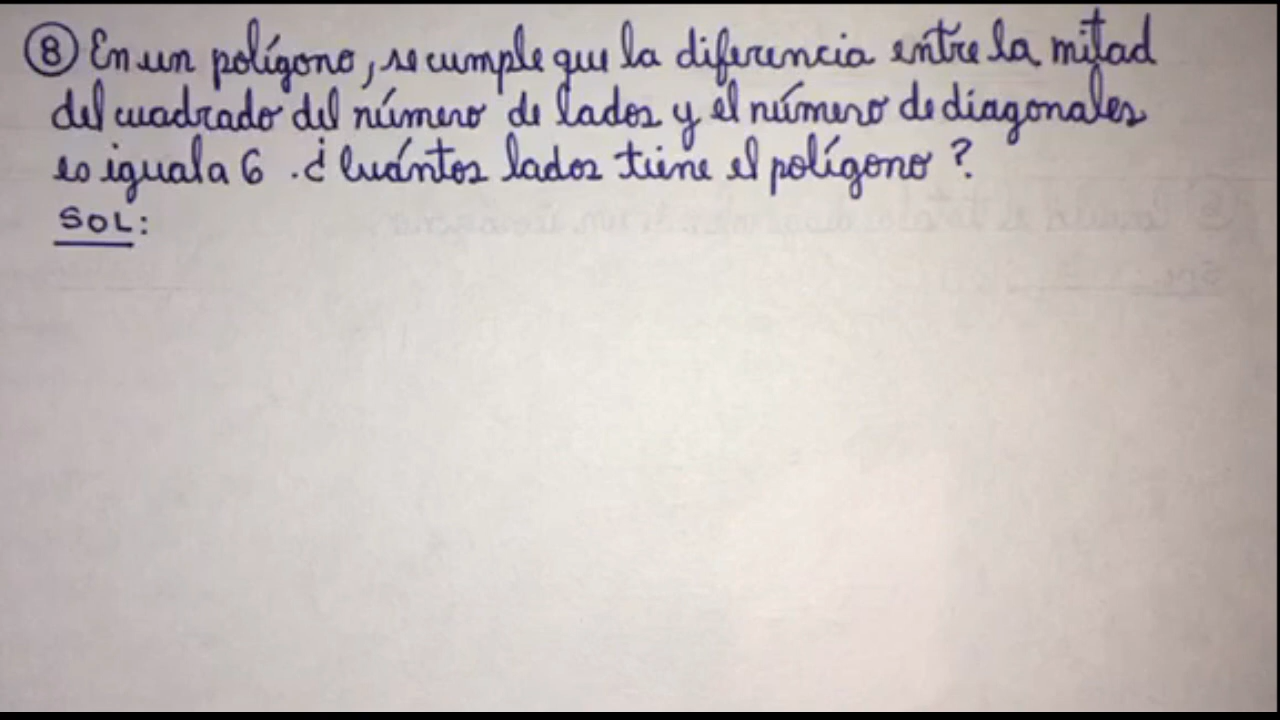 ⑧ En un polígono, se cumple que la diferencia entre la mitad
del cuadrado del número de lados y el número de diagonales
es igual a 6. ¿Cuántos lados tiene el polígono?
SOL: